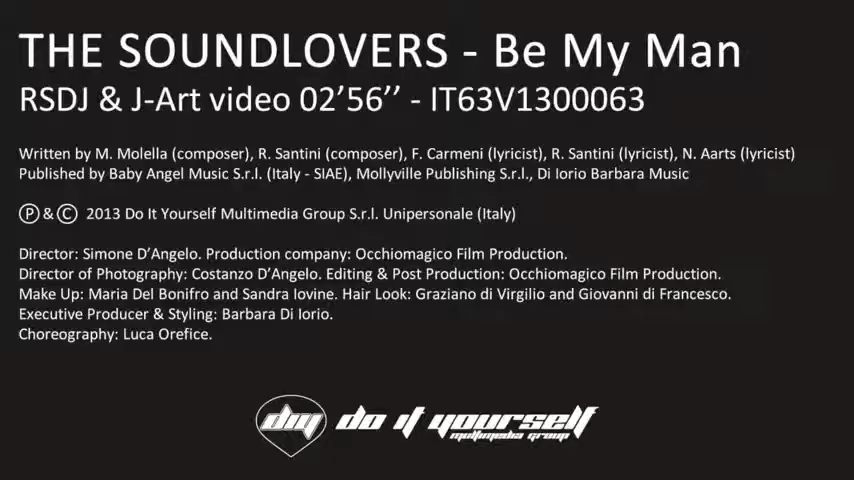 THE SOUNDLOVERS - Be My Man
RSDJ & J-Art video 02’56’’ - IT63V1300063
Written by M. Molella (composer), R. Santini (composer), F. Carmeni (lyricist), R. Santini (lyricist), N. Aarts (lyricist)
Published by Baby Angel Music S.r.l. (Italy - SIAE), Mollyville Publishing S.r.l., Di Iorio Barbara Music
Ⓟ & Ⓒ 2013 Do It Yourself Multimedia Group S.r.l. Unipersonale (Italy)
Director: Simone D’Angelo. Production company: Occhiomagico Film Production.
Director of Photography: Costanzo D’Angelo. Editing & Post Production: Occhiomagico Film Production.
Make Up: Maria Del Bonifro and Sandra Iovine. Hair Look: Graziano di Virgilio and Giovanni di Francesco.
Executive Producer & Styling: Barbara Di Iorio.
Choreography: Luca Orefice.
diy do it yourself
multimedia group